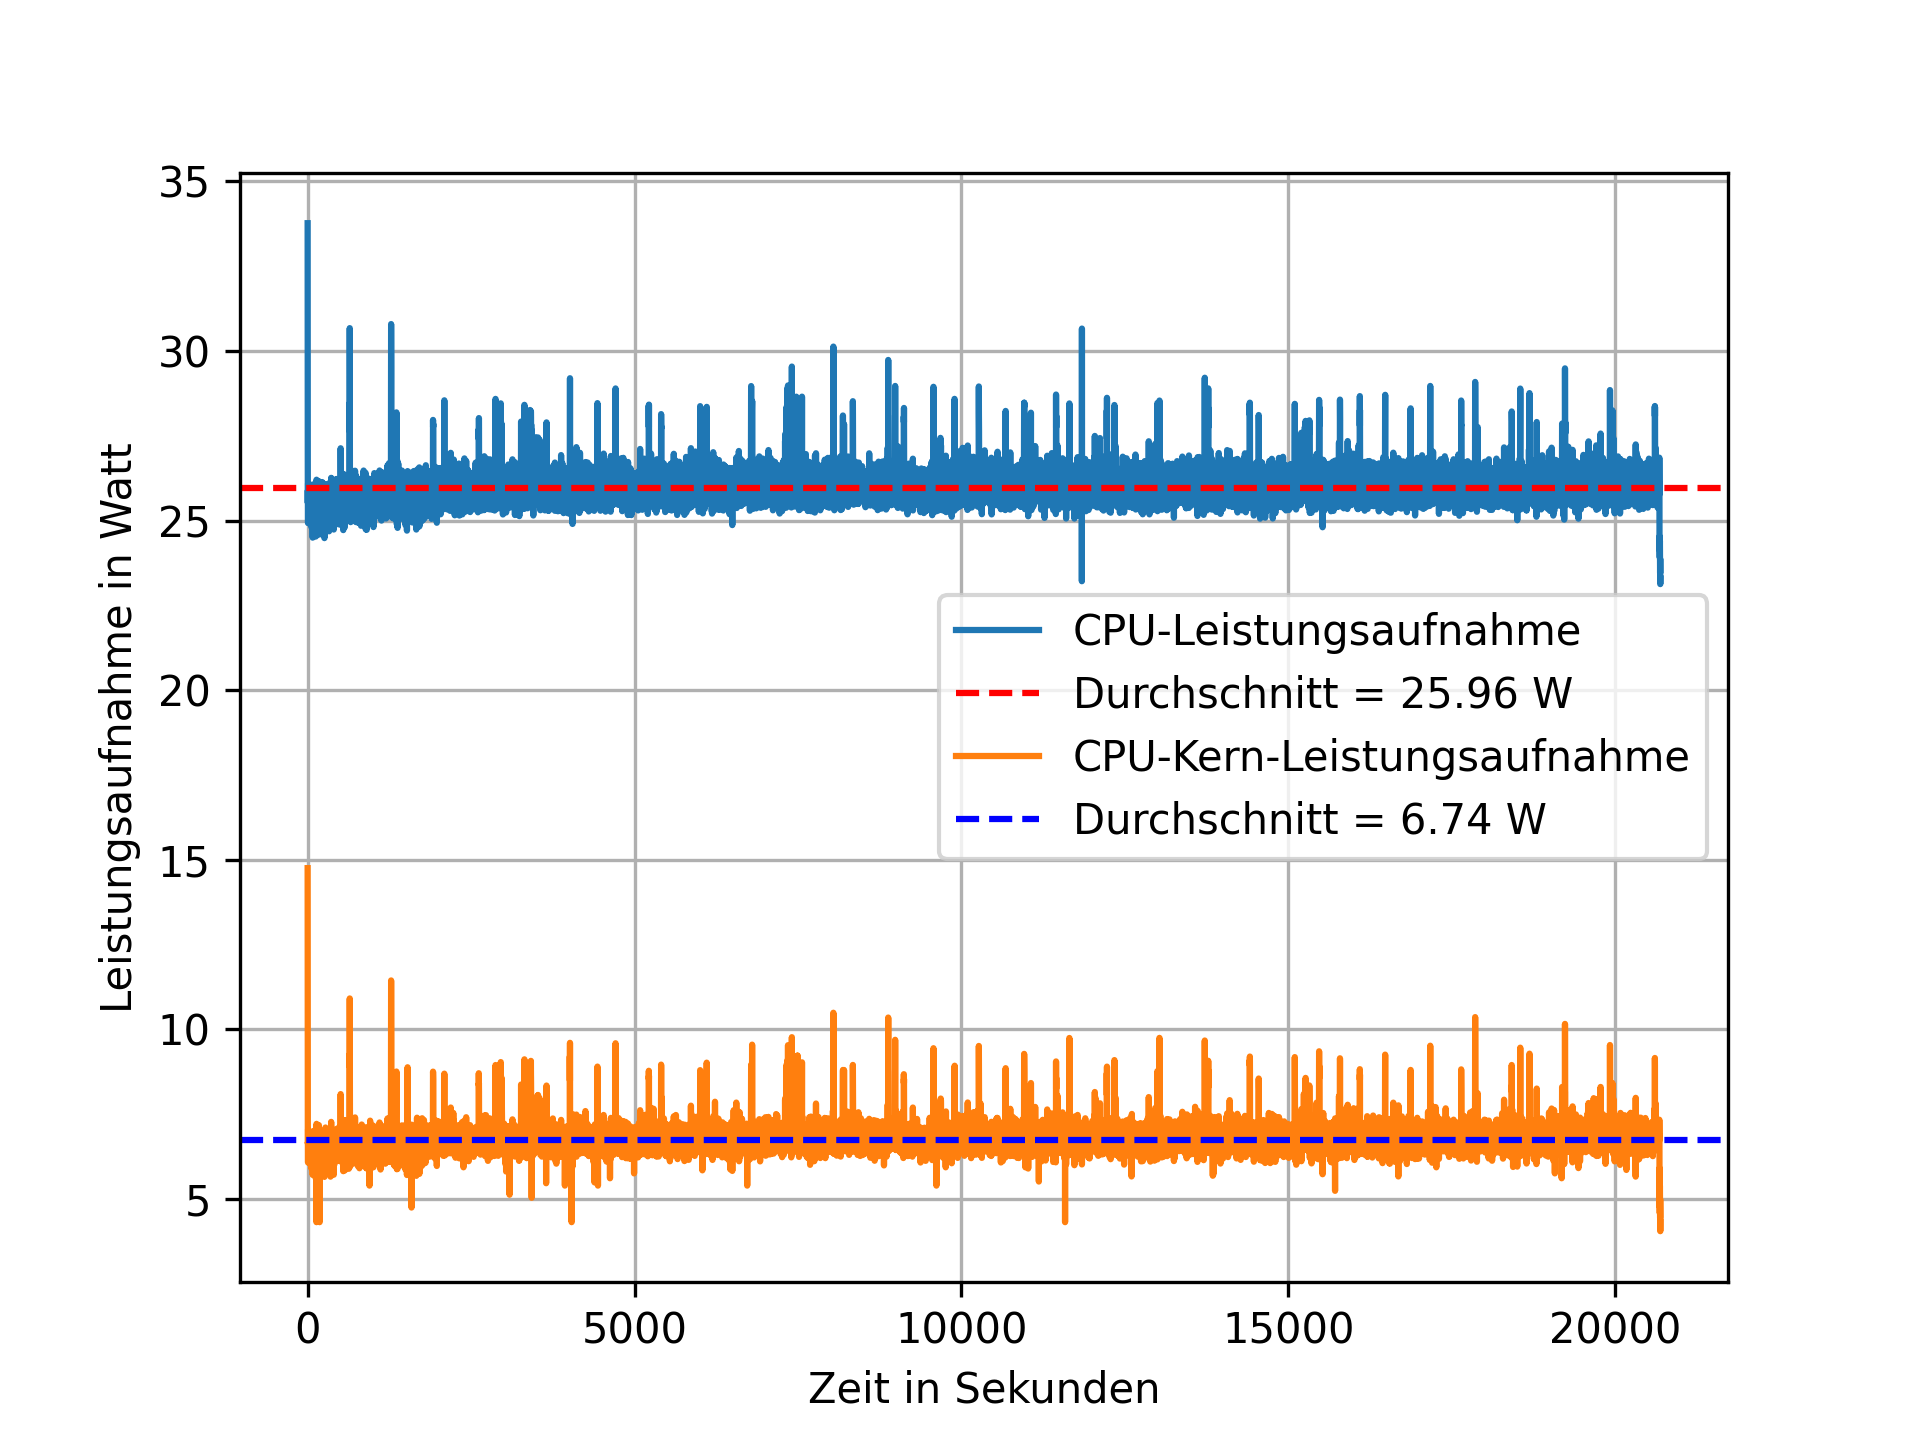 35
30
25
20
15
10
5
Leistungsaufnahme in Watt
CPU-Leistungsaufnahme
Durchschnitt = 25.96 W
CPU-Kern-Leistungsaufnahme
Durchschnitt = 6.74 W
0 5000 10000 15000 20000
Zeit in Sekunden